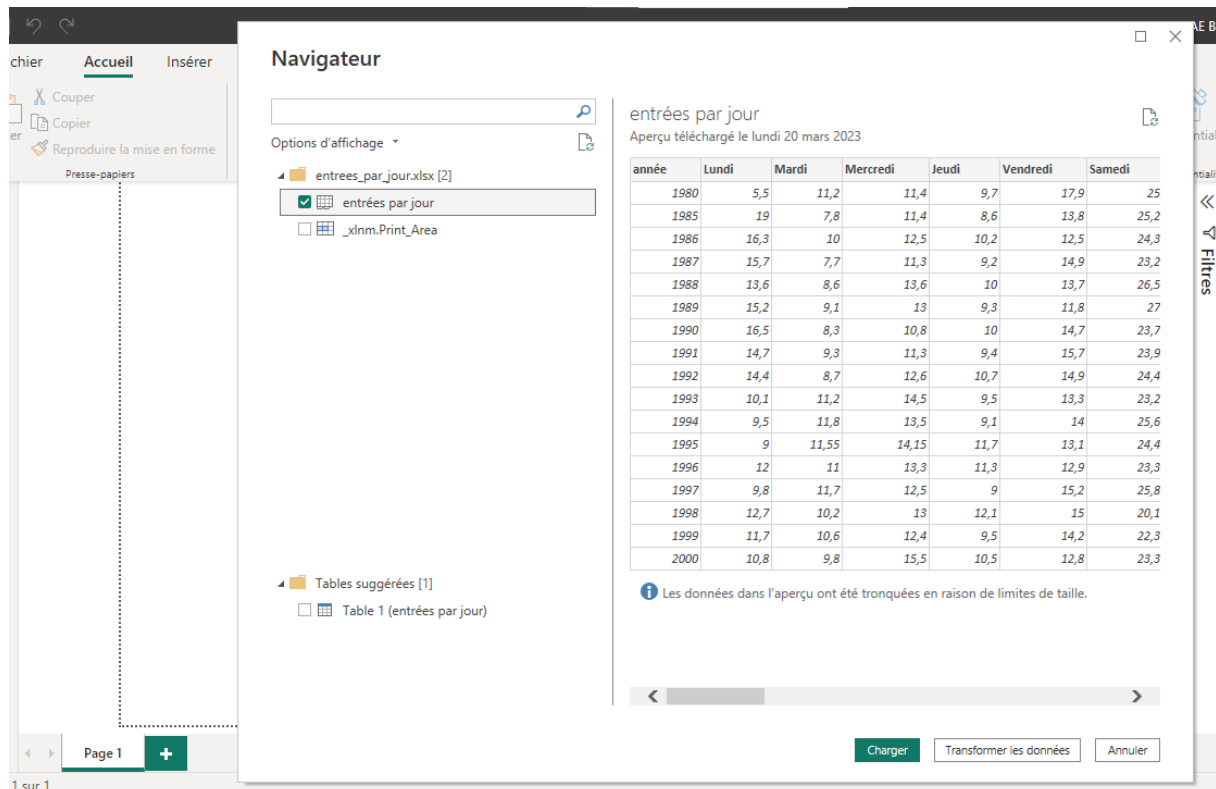 chier Accueil Insérer
Couper
Copier
er
Reproduire la mise en forme
Presse-papiers
Navigateur
Options d'affichage
entrees_par_jour.xlsx [2]
entrées par jour
_xlnm.Print_Area
Tables suggérées [1]
Table 1 (entrées par jour)
entrées par jour
Aperçu téléchargé le lundi 20 mars 2023
année Lundi Mardi Mercredi Jeudi Vendredi Samedi
1980 5,5 11,2 11,4 9,7 17,9 25
1985 19 7,8 11,4 8,6 13,8 25,2
1986 16,3 10 12,5 10,2 12,5 24,3
1987 15,7 7,7 11,3 9,2 14,9 23,2
1988 13,6 8,6 13,6 10 13,7 26,5
1989 15,2 9,1 13 9,3 11,8 27
1990 16,5 8,3 10,8 10 14,7 23,7
1991 14,7 9,3 11,3 9,4 15,7 23,9
1992 14,4 8,7 12,6 10,7 14,9 24,4
1993 10,1 11,2 14,5 9,5 13,3 23,2
1994 9,5 11,8 13,5 9,1 14 25,6
1995 9 11,55 14,15 11,7 13,1 24,4
1996 12 11 13,3 11,3 12,9 23,3
1997 9,8 11,7 12,5 9 15,2 25,8
1998 12,7 10,2 13 12,1 15 20,1
1999 11,7 10,6 12,4 9,5 14,2 22,3
2000 10,8 9,8 15,5 10,5 12,8 23,3
Les données dans l'aperçu ont été tronquées en raison de limites de taille.
Charger Transformer les données Annuler
AE B
ntial
ntialit
Filtres
Page 1
1 sur 1